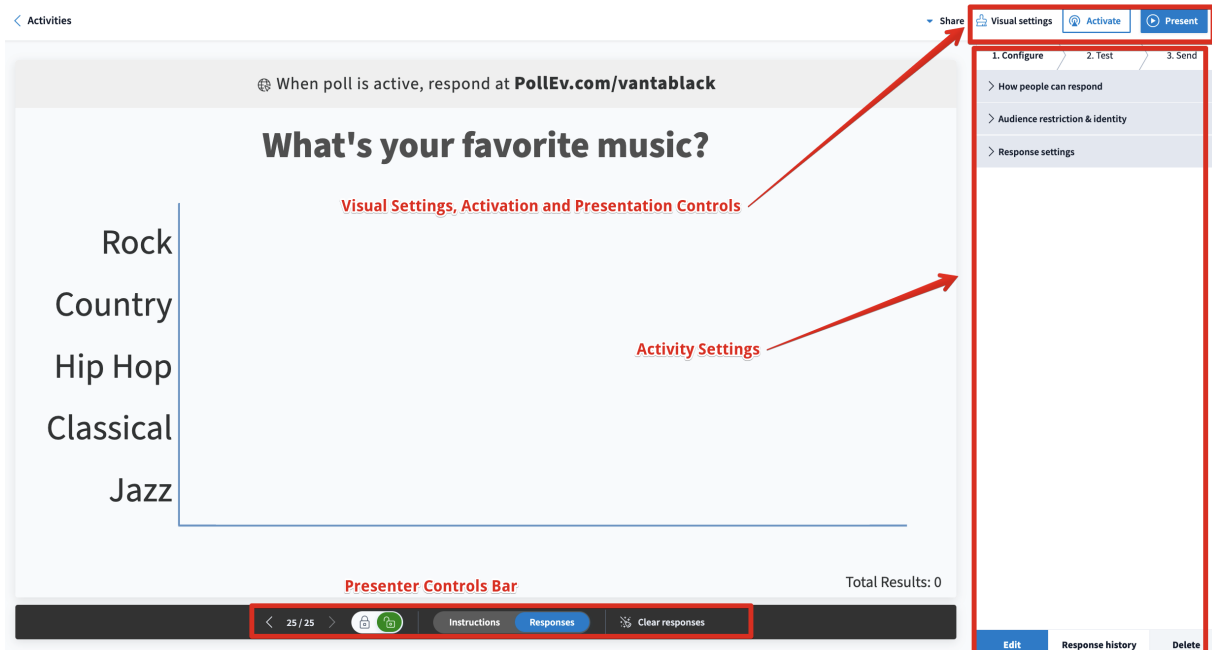 Activities
Share
Visual settings
Activate
Present
1. Configure
2. Test
3. Send
How people can respond
Audience restriction & identity
Response settings
When poll is active, respond at PollEv.com/vantablack
What's your favorite music?
Visual Settings, Activation and Presentation Controls
Rock
Country
Hip Hop
Classical
Jazz
Activity Settings
Total Results: 0
Presenter Controls Bar
25 / 25
Instructions
Responses
Clear responses
Edit
Response history
Delete